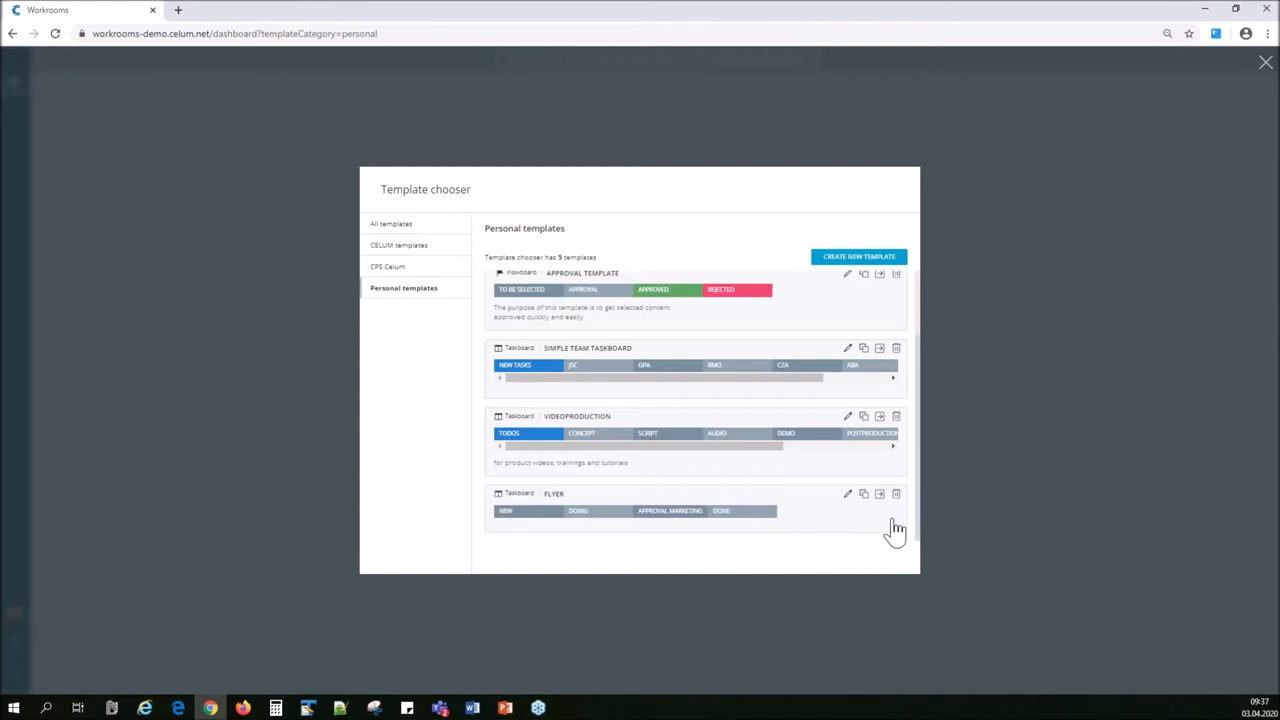 Workrooms
workrooms-demo.celum.net/dashboard?templateCategory=personal
Template chooser
All templates
CELUM templates
CPS Celum
Personal templates
Personal templates
Template chooser has 5 templates
CREATE NEW TEMPLATE
Flowboard APPROVAL TEMPLATE
TO BE SELECTED APPROVAL APPROVED REJECTED
The purpose of this template is to get selected content
approved quickly and easily
Taskboard SIMPLE TEAM TASKBOARD
NEW TASKS JSC GPA RMO CZA ABA
Taskboard VIDEOPRODUCTION
TODOS CONCEPT SCRIPT AUDIO DEMO POSTPRODUCTION
for product videos, trainings and tutorials
Taskboard FLYER
NEW DOING APPROVAL MARKETING DONE
09:37
03.04.2020